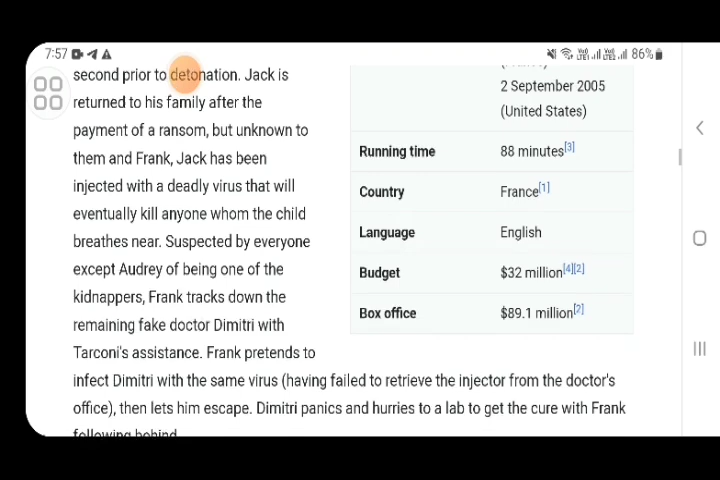 7:57
86%
second prior to detonation. Jack is
returned to his family after the
payment of a ransom, but unknown to
them and Frank, Jack has been
injected with a deadly virus that will
eventually kill anyone whom the child
breathes near. Suspected by everyone
except Audrey of being one of the
kidnappers, Frank tracks down the
remaining fake doctor Dimitri with
Tarconi's assistance. Frank pretends to
infect Dimitri with the same virus (having failed to retrieve the injector from the doctor's
office), then lets him escape. Dimitri panics and hurries to a lab to get the cure with Frank
following behind.
(France)
2 September 2005
(United States)
Running time 88 minutes[3]
Country France[1]
Language English
Budget $32 million[4][2]
Box office $89.1 million[2]